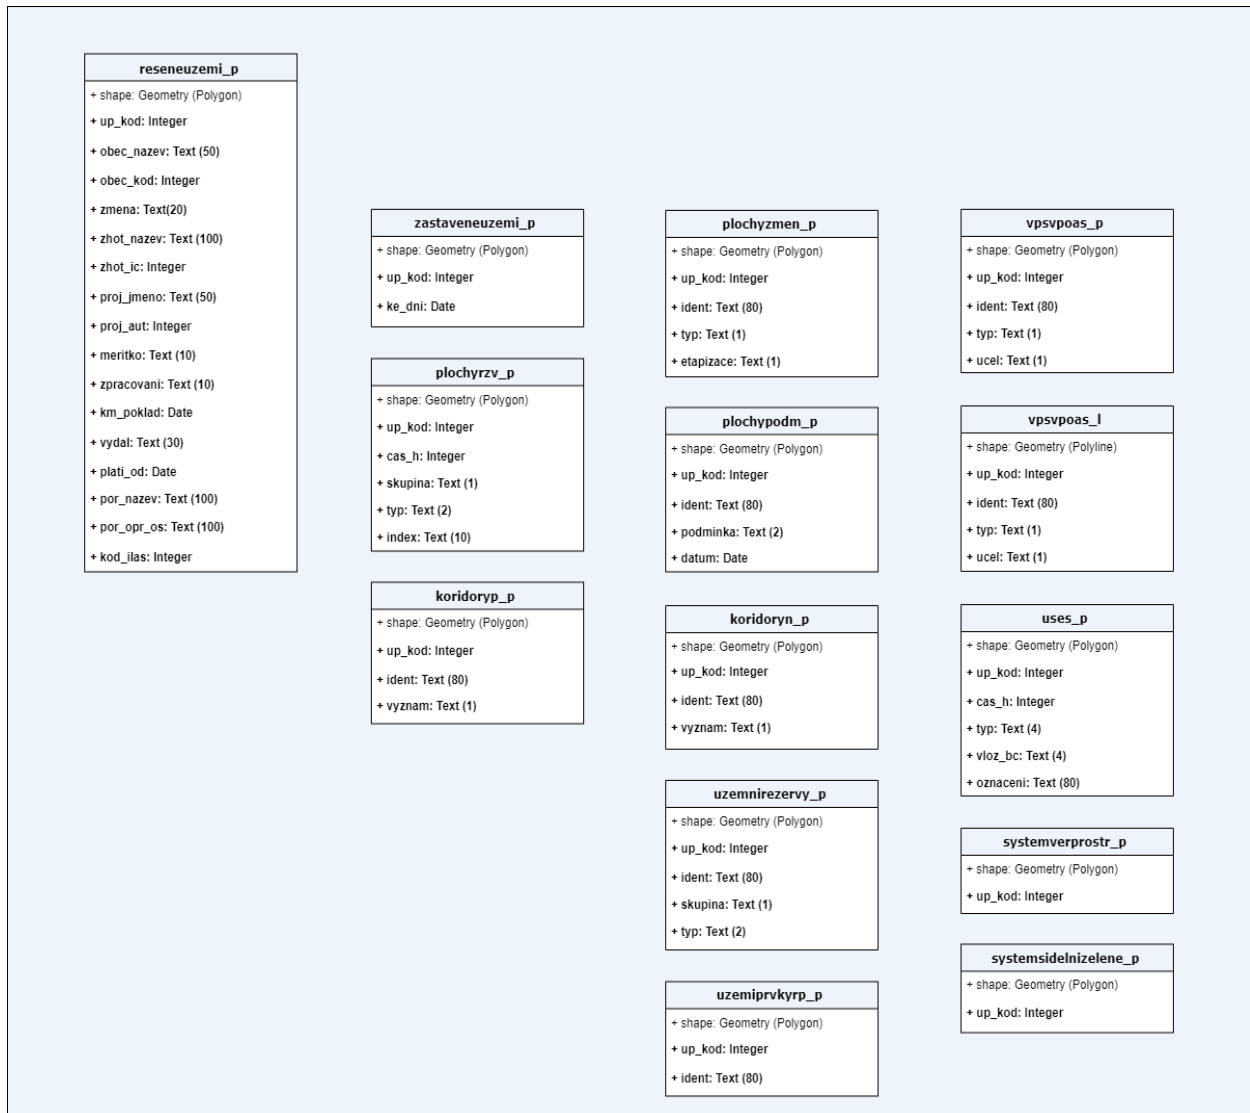 reseneuzemi_p
+ shape: Geometry (Polygon)
+ up_kod: Integer
+ obec_nazev: Text (50)
+ obec_kod: Integer
+ zmena: Text(20)
+ zhot_nazev: Text (100)
+ zhot_ic: Integer
+ proj_jmeno: Text (50)
+ proj_aut: Integer
+ meritko: Text (10)
+ zpracovani: Text (10)
+ km_poklad: Date
+ vydal: Text (30)
+ plati_od: Date
+ por_nazev: Text (100)
+ por_opr_os: Text (100)
+ kod_ilas: Integer
zastaveneuzemi_p
+ shape: Geometry (Polygon)
+ up_kod: Integer
+ ke_dni: Date
plochyrzv_p
+ shape: Geometry (Polygon)
+ up_kod: Integer
+ cas_h: Integer
+ skupina: Text (1)
+ typ: Text (2)
+ index: Text (10)
koridoryp_p
+ shape: Geometry (Polygon)
+ up_kod: Integer
+ ident: Text (80)
+ vyznam: Text (1)
plochyzmen_p
+ shape: Geometry (Polygon)
+ up_kod: Integer
+ ident: Text (80)
+ typ: Text (1)
+ etapizace: Text (1)
plochypodm_p
+ shape: Geometry (Polygon)
+ up_kod: Integer
+ ident: Text (80)
+ podminka: Text (2)
+ datum: Date
koridoryn_p
+ shape: Geometry (Polygon)
+ up_kod: Integer
+ ident: Text (80)
+ vyznam: Text (1)
uzemnirezervy_p
+ shape: Geometry (Polygon)
+ up_kod: Integer
+ ident: Text (80)
+ skupina: Text (1)
+ typ: Text (2)
uzemiprvkyrp_p
+ shape: Geometry (Polygon)
+ up_kod: Integer
+ ident: Text (80)
vpsvpoas_p
+ shape: Geometry (Polygon)
+ up_kod: Integer
+ ident: Text (80)
+ typ: Text (1)
+ ucel: Text (1)
vpsvpoas_l
+ shape: Geometry (Polyline)
+ up_kod: Integer
+ ident: Text (80)
+ typ: Text (1)
+ ucel: Text (1)
uses_p
+ shape: Geometry (Polygon)
+ up_kod: Integer
+ cas_h: Integer
+ typ: Text (4)
+ vloz_bc: Text (4)
+ oznaceni: Text (80)
systemverprostr_p
+ shape: Geometry (Polygon)
+ up_kod: Integer
systemsidelnizelene_p
+ shape: Geometry (Polygon)
+ up_kod: Integer